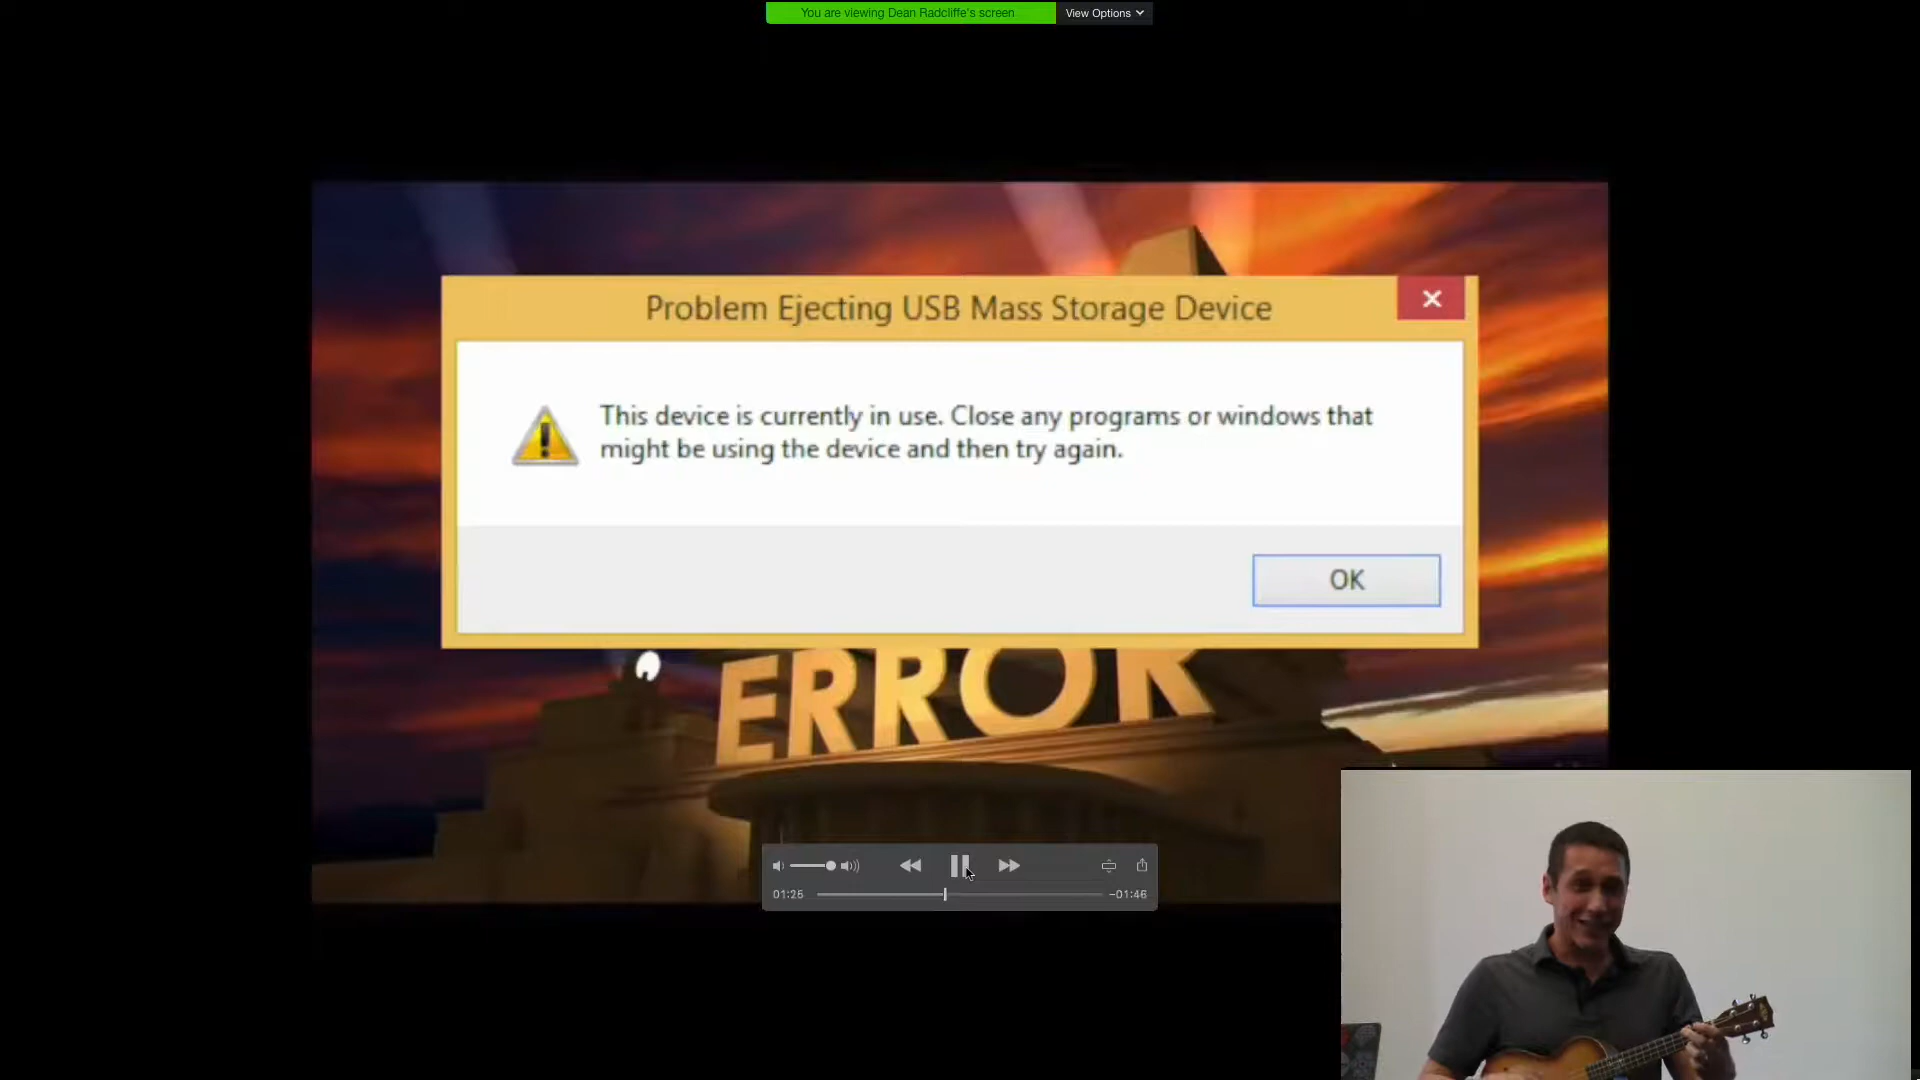 You are viewing Dean Radcliffe's screen
View Options
Problem Ejecting USB Mass Storage Device
This device is currently in use. Close any programs or windows that
might be using the device and then try again.
OK
ERROR
01:25
−01:46